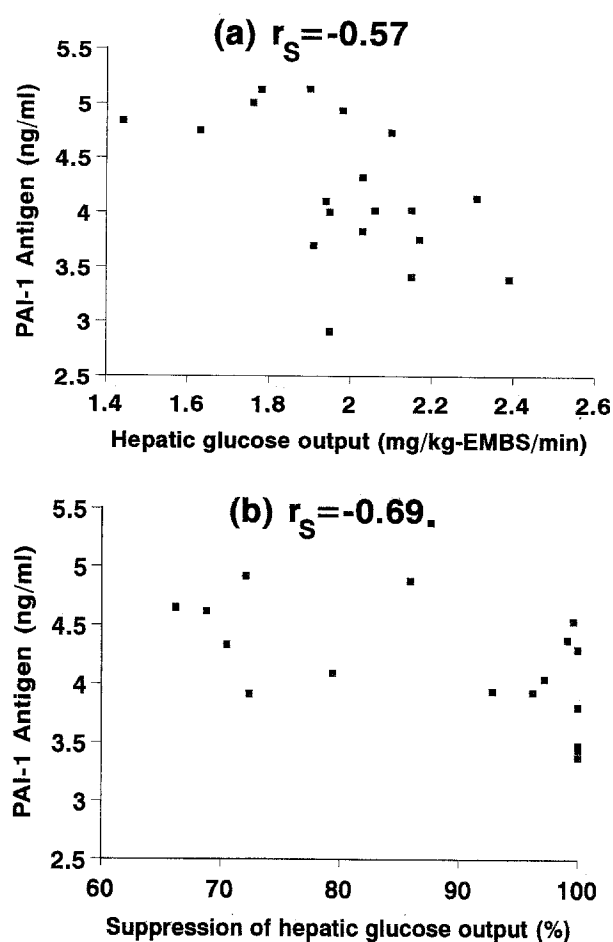 (a) rS=-0.57
5.5
5
4.5
4
3.5
3
2.5
PAI-1 Antigen (ng/ml)
1.4 1.6 1.8 2 2.2 2.4 2.6
Hepatic glucose output (mg/kg-EMBS/min)
(b) rS=-0.69
5.5
5
4.5
4
3.5
3
2.5
PAI-1 Antigen (ng/ml)
60 70 80 90 100
Suppression of hepatic glucose output (%)